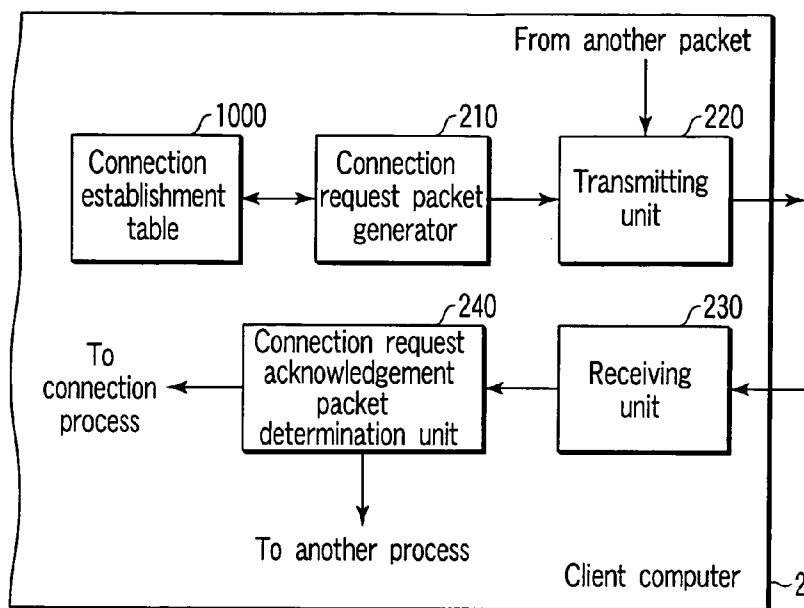 From another packet
1000
210
220
Connection
establishment
table
Connection
request packet
generator
Transmitting
unit
240
230
To
connection
process
Connection request
acknowledgement
packet
determination unit
Receiving
unit
To another process
Client computer
2